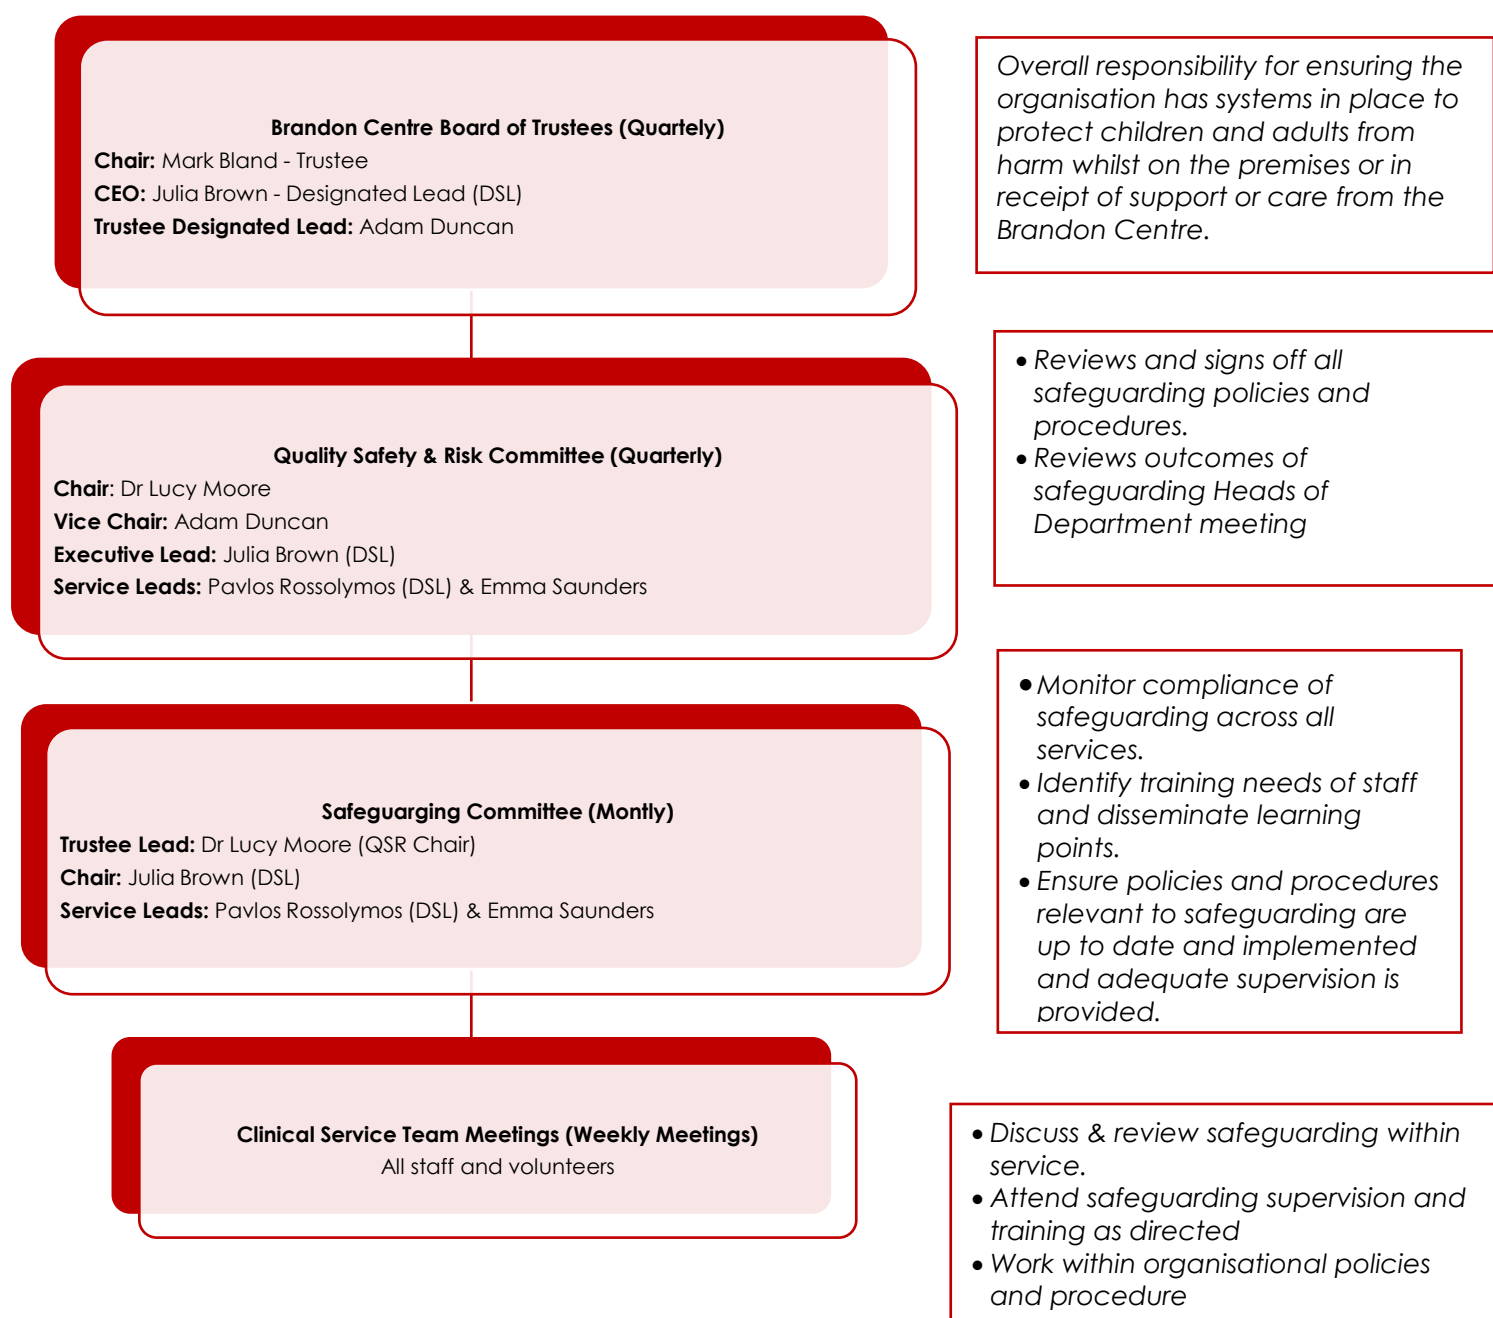 Brandon Centre Board of Trustees (Quartely)
Chair: Mark Bland - Trustee
CEO: Julia Brown - Designated Lead (DSL)
Trustee Designated Lead: Adam Duncan
Overall responsibility for ensuring the
organisation has systems in place to
protect children and adults from
harm whilst on the premises or in
receipt of support or care from the
Brandon Centre.
Quality Safety & Risk Committee (Quarterly)
Chair: Dr Lucy Moore
Vice Chair: Adam Duncan
Executive Lead: Julia Brown (DSL)
Service Leads: Pavlos Rossolymos (DSL) & Emma Saunders
• Reviews and signs off all
safeguarding policies and
procedures.
• Reviews outcomes of
safeguarding Heads of
Department meeting
Safeguarging Committee (Montly)
Trustee Lead: Dr Lucy Moore (QSR Chair)
Chair: Julia Brown (DSL)
Service Leads: Pavlos Rossolymos (DSL) & Emma Saunders
• Monitor compliance of
safeguarding across all
services.
• Identify training needs of staff
and disseminate learning
points.
• Ensure policies and procedures
relevant to safeguarding are
up to date and implemented
and adequate supervision is
provided.
Clinical Service Team Meetings (Weekly Meetings)
All staff and volunteers
• Discuss & review safeguarding within
service.
• Attend safeguarding supervision and
training as directed
• Work within organisational policies
and procedure